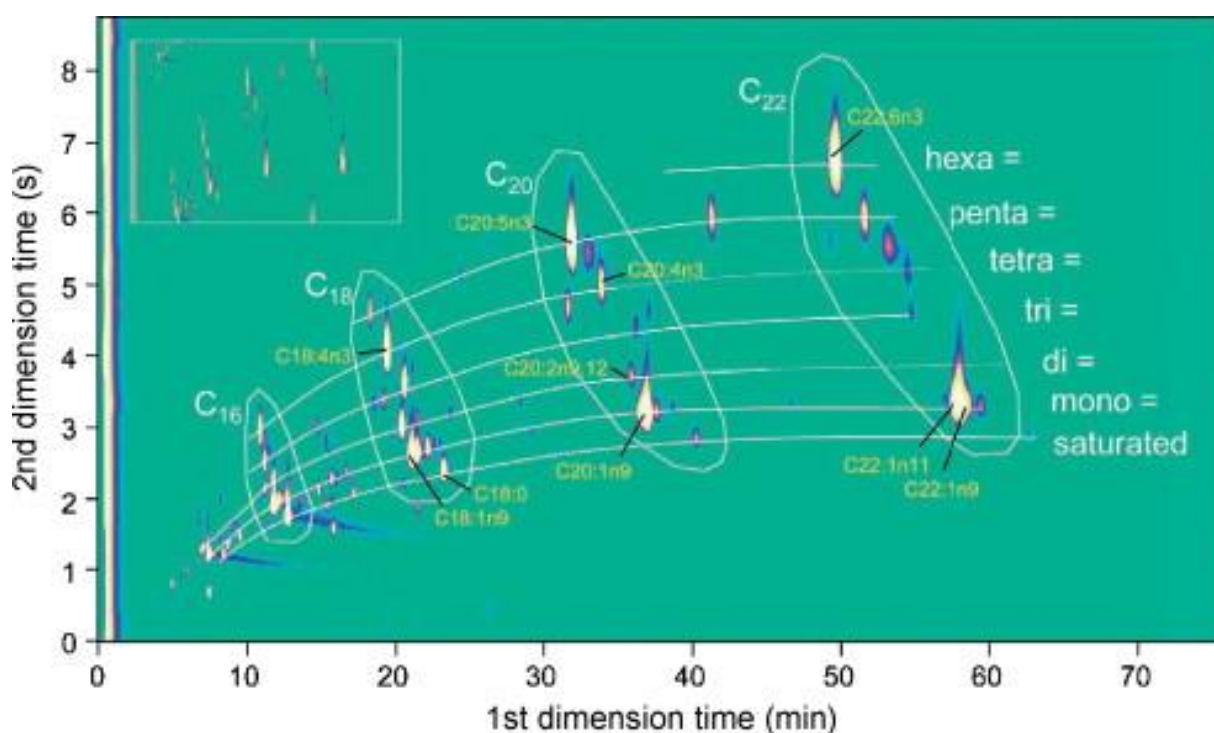 8
7
6
5
4
3
2
1
0
2nd dimension time (s)
C22
C22:6n3
hexa =
C20
penta =
C20:5n3
tetra =
C20:4n3
C18
tri =
C18:4n3
di =
C20:2n9,12
C16
mono =
saturated
C20:1n9
C22:1n11
C22:1n9
C18:0
C18:1n9
0 10 20 30 40 50 60 70
1st dimension time (min)